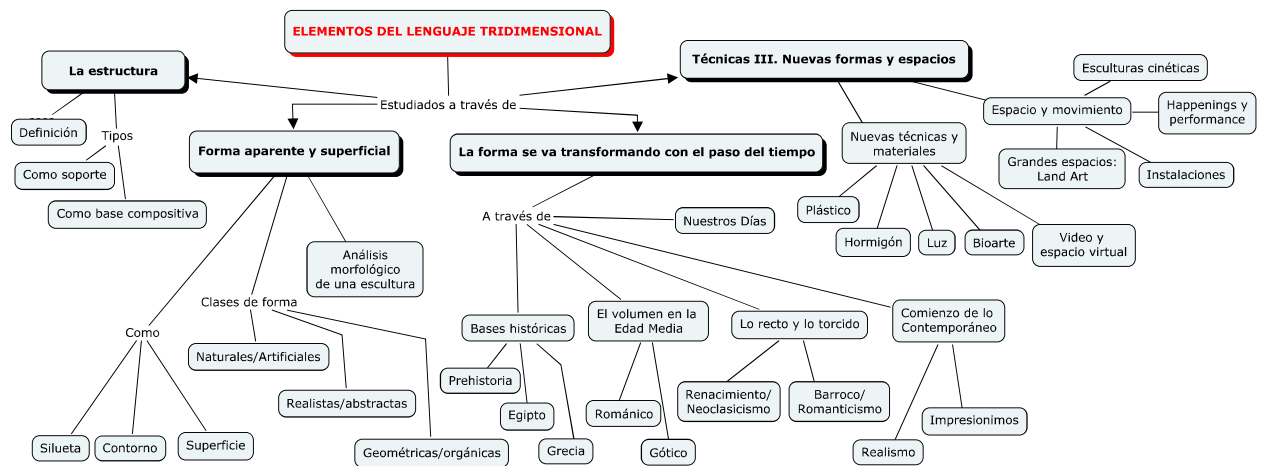 ELEMENTOS DEL LENGUAJE TRIDIMENSIONAL
La estructura
Técnicas III. Nuevas formas y espacios
Estudiados a través de
Esculturas cinéticas
Espacio y movimiento
Happenings y
performance
Definición
Tipos
Forma aparente y superficial
La forma se va transformando con el paso del tiempo
Nuevas técnicas y
materiales
Grandes espacios:
Land Art
Instalaciones
Como soporte
Como base compositiva
A través de
Nuestros Días
Plástico
Hormigón
Luz
Bioarte
Video y
espacio virtual
Análisis
morfológico
de una escultura
Clases de forma
Como
Bases históricas
El volumen en la
Edad Media
Lo recto y lo torcido
Comienzo de lo
Contemporáneo
Naturales/Artificiales
Realistas/abstractas
Geométricas/orgánicas
Prehistoria
Egipto
Grecia
Románico
Gótico
Renacimiento/
Neoclasicismo
Barroco/
Romanticismo
Impresionimos
Realismo
Silueta
Contorno
Superficie